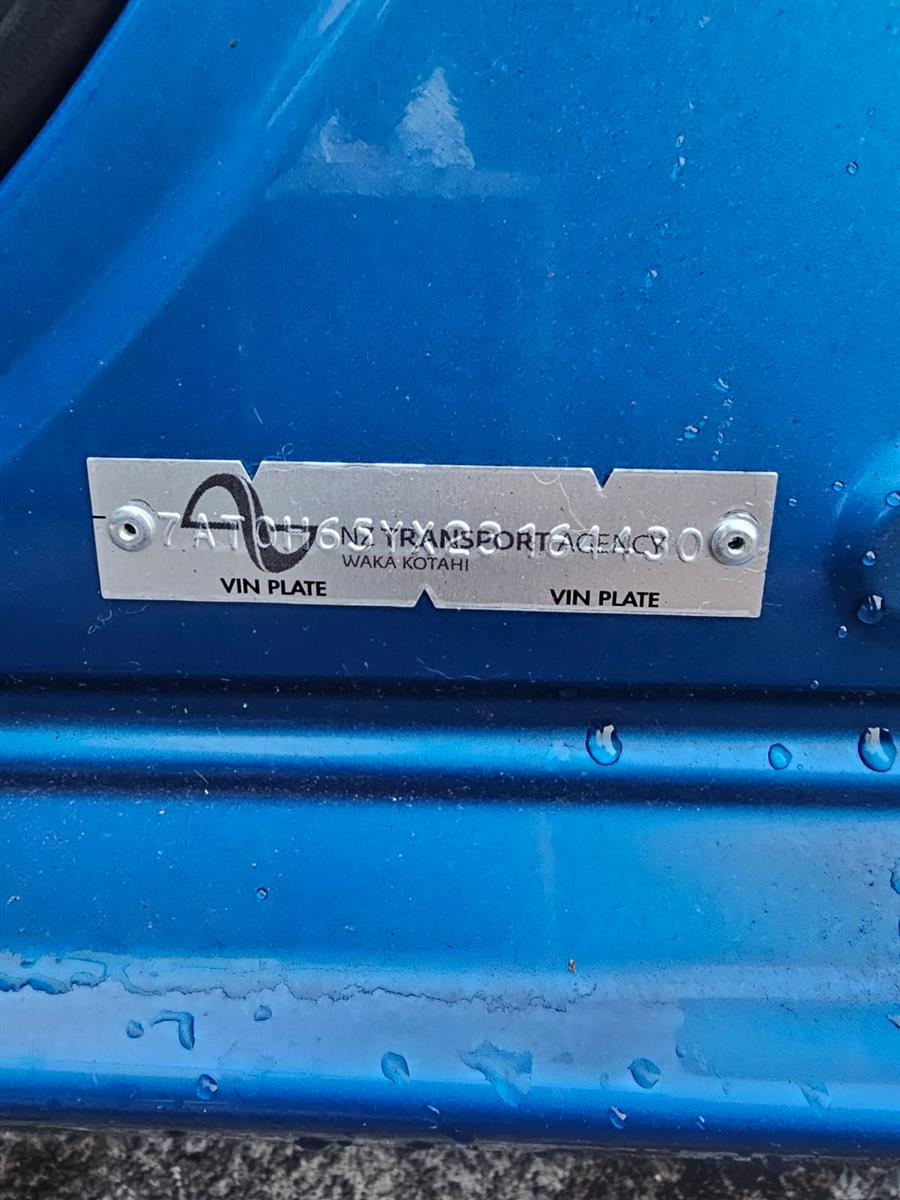 7AT0H65YX23164430
NZ TRANSPORT AGENCY
WAKA KOTAHI
VIN PLATE VIN PLATE